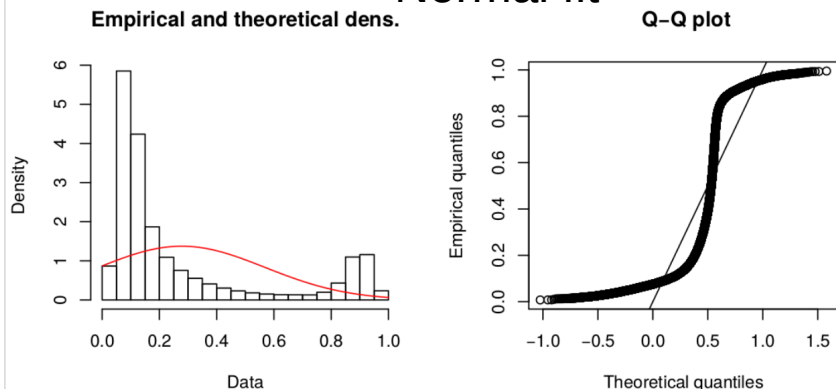 Normal fit
Empirical and theoretical dens.
Density
0 1 2 3 4 5 6
0.0 0.2 0.4 0.6 0.8 1.0
Data
Q−Q plot
Empirical quantiles
0.0 0.2 0.4 0.6 0.8 1.0
−1.0 −0.5 0.0 0.5 1.0 1.5
Theoretical quantiles